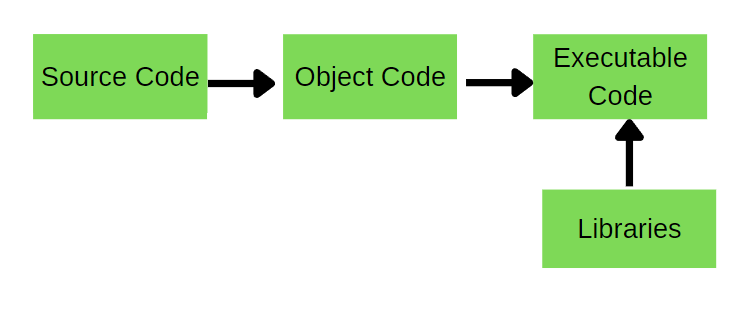 Source Code
Object Code
Executable
Code
Libraries